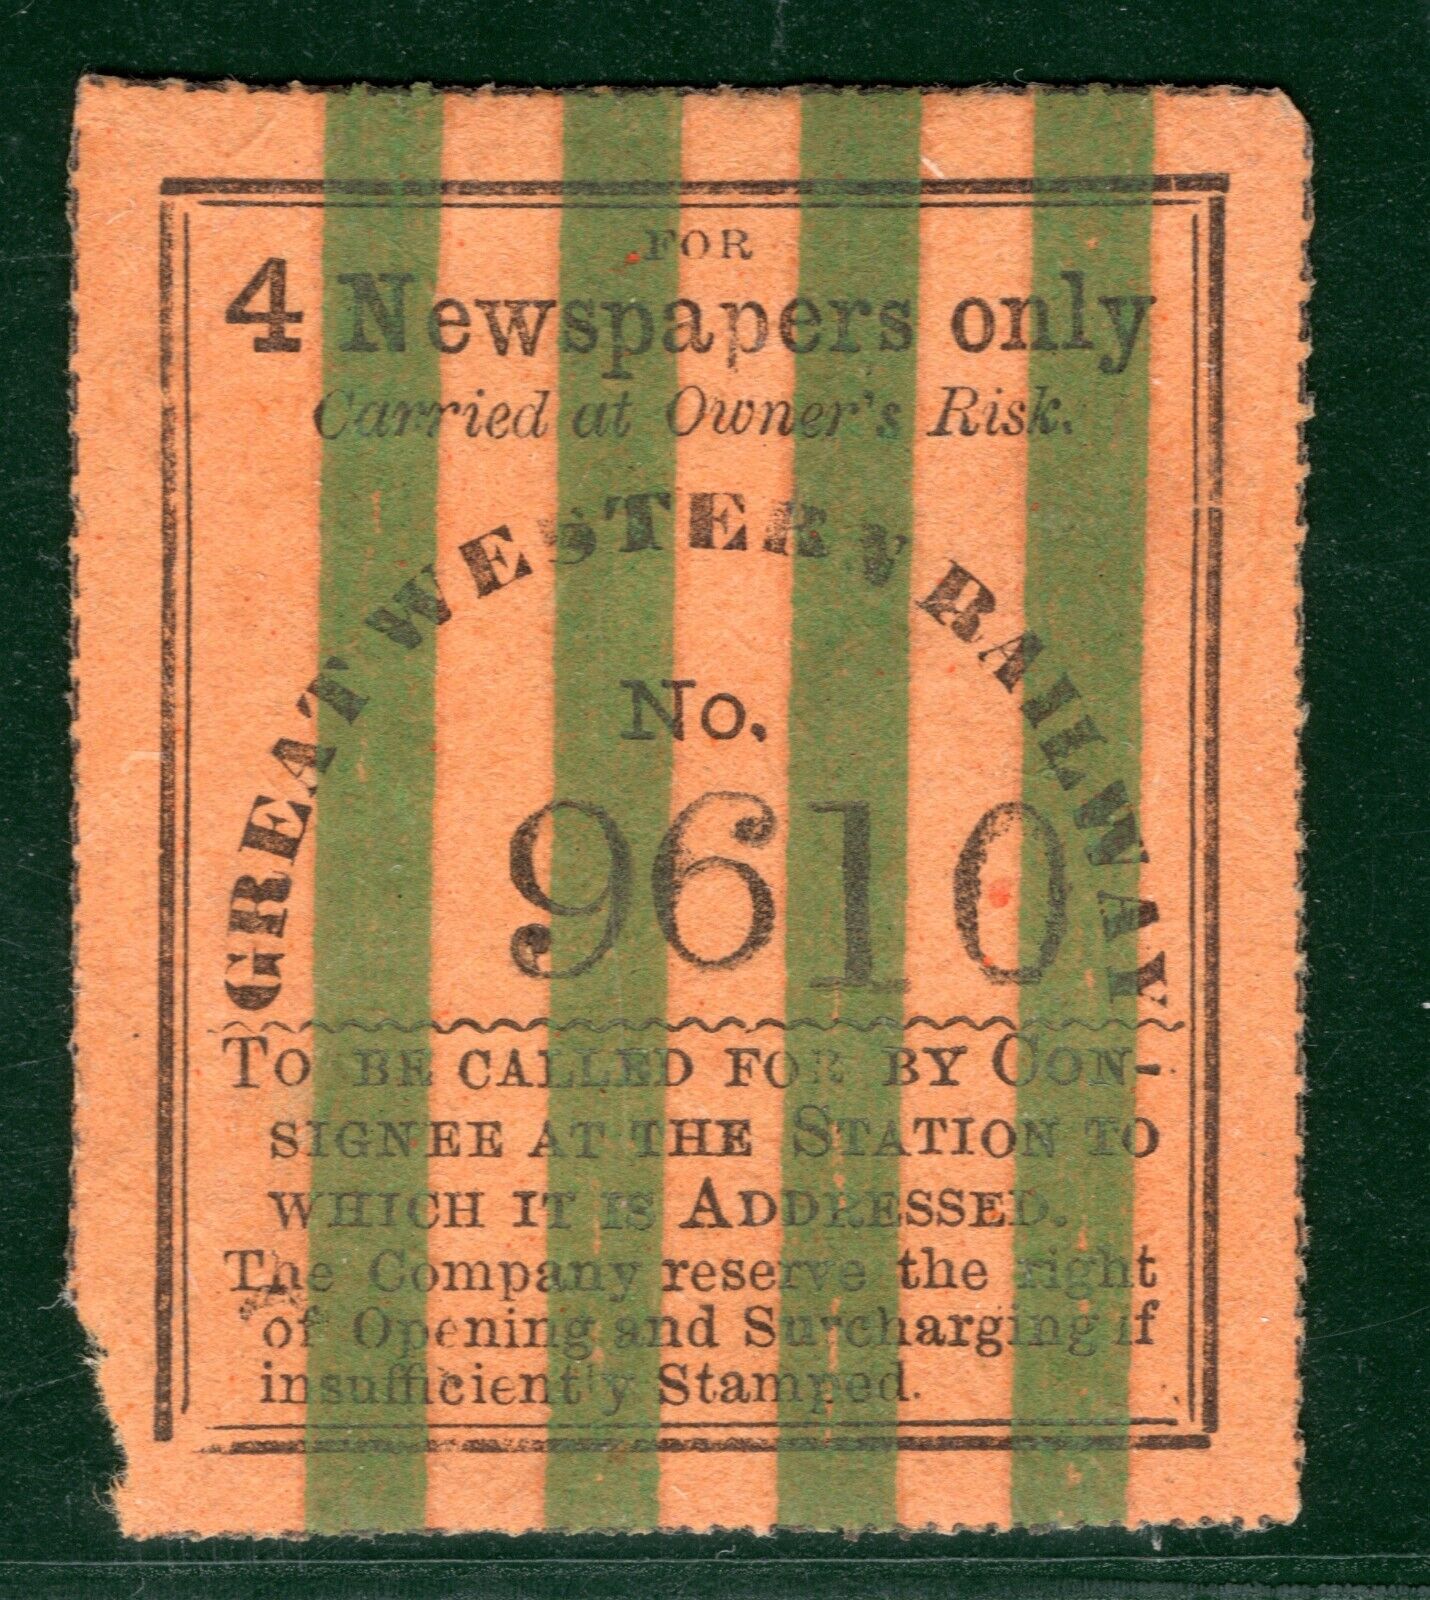 FOR
4 Newspapers only
Carried at Owner's Risk.
GREAT WESTERN RAILWAY
No.
9610
TO BE CALLED FOR BY CON-
SIGNEE AT THE STATION TO
WHICH IT IS ADDRESSED.
The Company reserve the right
of Opening and Surcharging if
insufficiently Stamped.